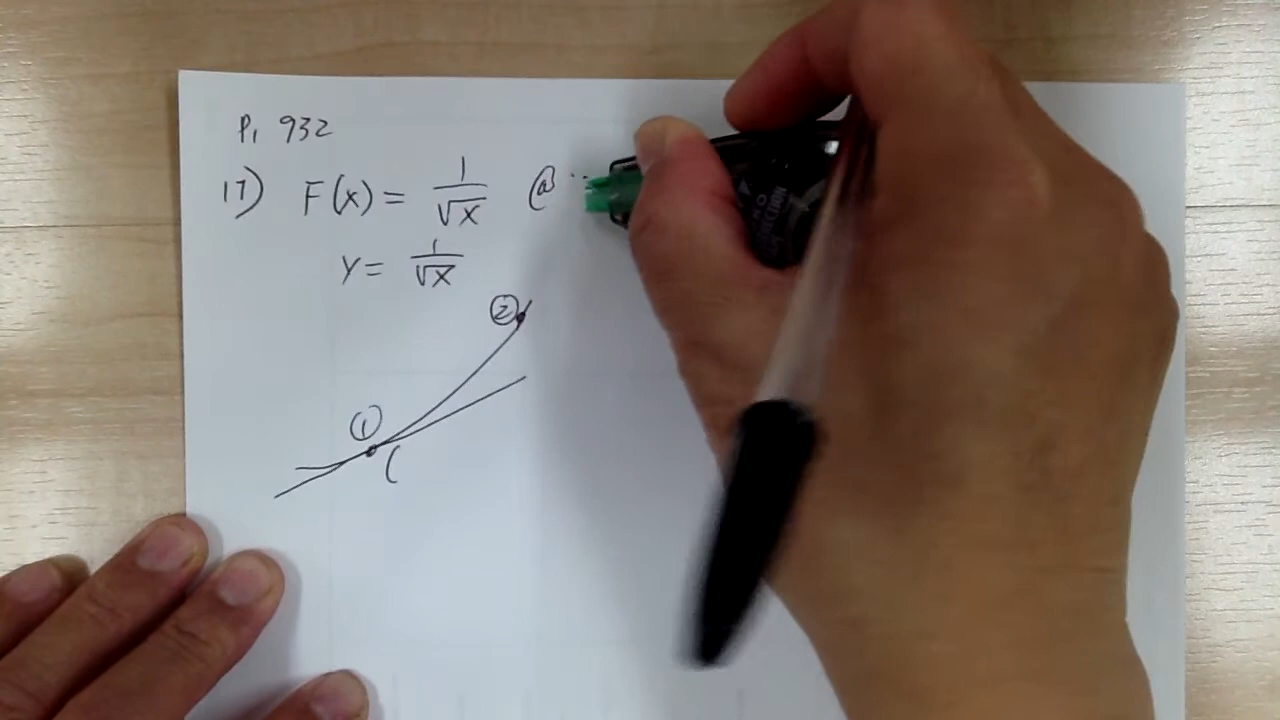 P. 932
17) F(x) = 1/√x @ ..
y = 1/√x
②
①
(